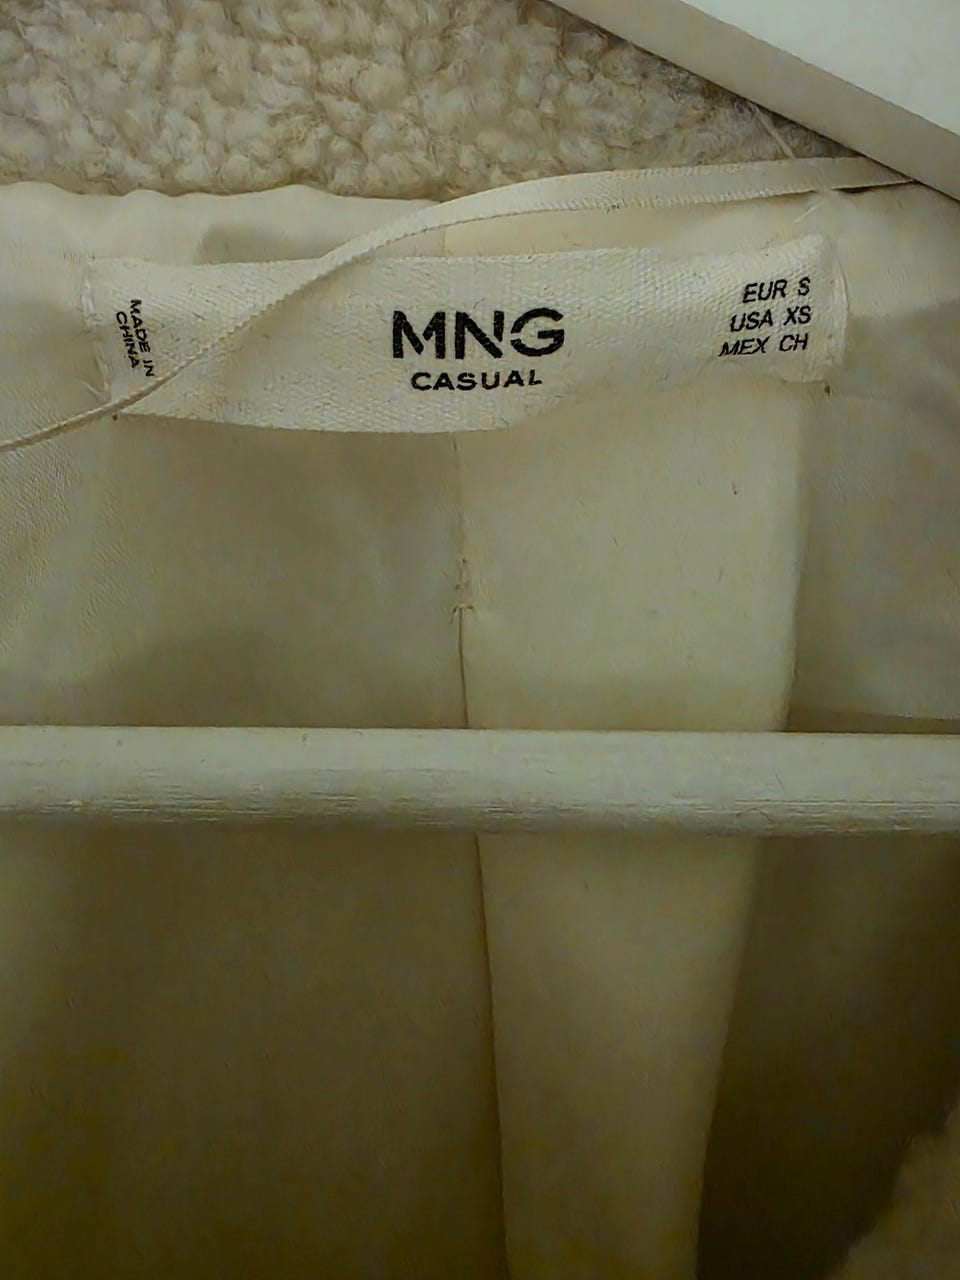 MADE IN
CHINA
MNG
CASUAL
EUR S
USA XS
MEX CH